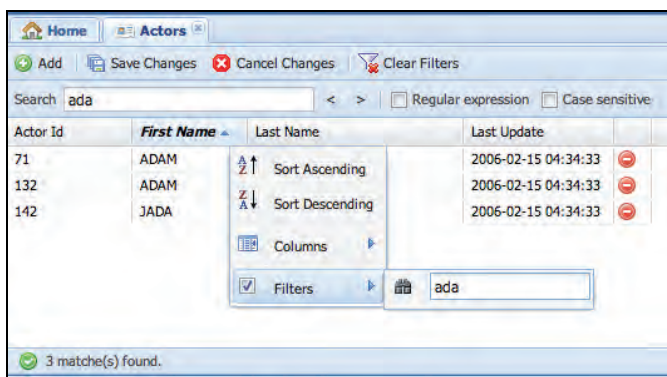 Home Actors
Add Save Changes Cancel Changes Clear Filters
Search ada < > Regular expression Case sensitive
Actor Id First Name Last Name Last Update
71 ADAM 2006-02-15 04:34:33
132 ADAM 2006-02-15 04:34:33
142 JADA 2006-02-15 04:34:33
Sort Ascending
Sort Descending
Columns
Filters ada
3 matche(s) found.